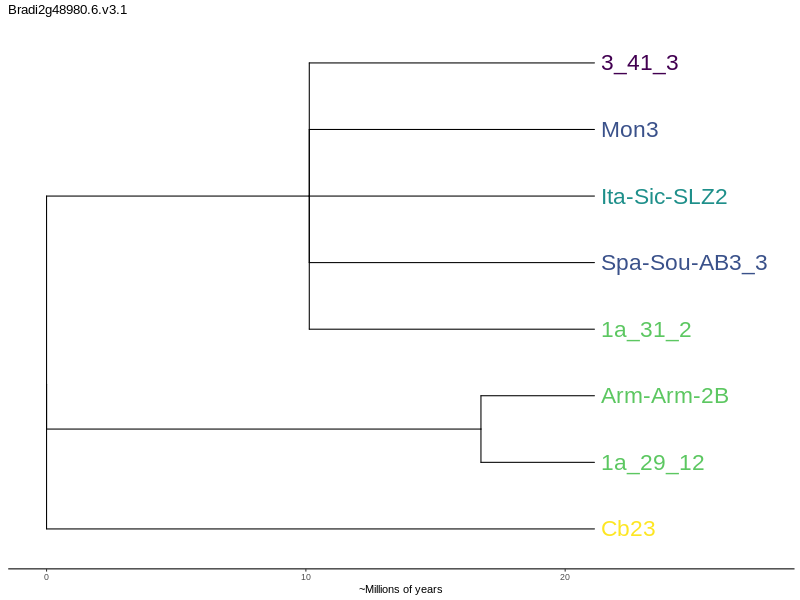 Bradi2g48980.6.v3.1
3_41_3
Mon3
Ita-Sic-SLZ2
Spa-Sou-AB3_3
1a_31_2
Arm-Arm-2B
1a_29_12
Cb23
0 10 20
~Millions of years